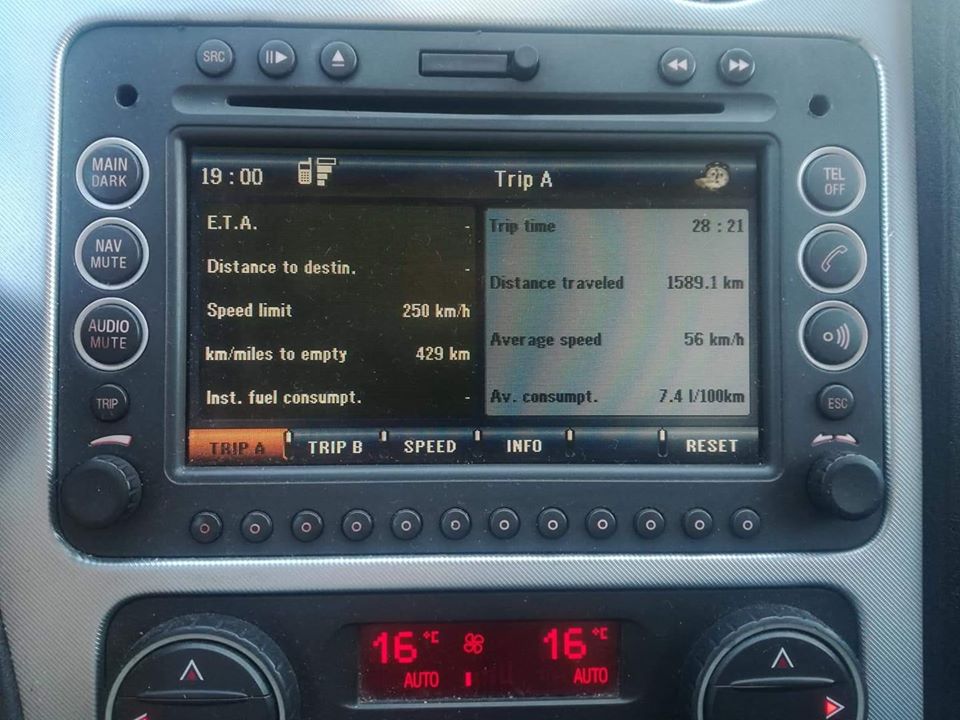 SRC
MAIN
DARK
NAV
MUTE
AUDIO
MUTE
TRIP
TEL
OFF
ESC
19 : 00
Trip A
E.T.A. -
Distance to destin. -
Speed limit 250 km/h
km/miles to empty 429 km
Inst. fuel consumpt. -
Trip time 28 : 21
Distance traveled 1589.1 km
Average speed 56 km/h
Av. consumpt. 7.4 l/100km
TRIP A TRIP B SPEED INFO RESET
16 °C 16 °C
AUTO AUTO